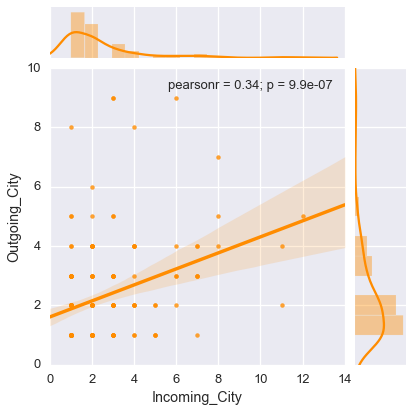 pearsonr = 0.34; p = 9.9e-07
10
8
6
4
2
0
Outgoing_City
0 2 4 6 8 10 12 14
Incoming_City